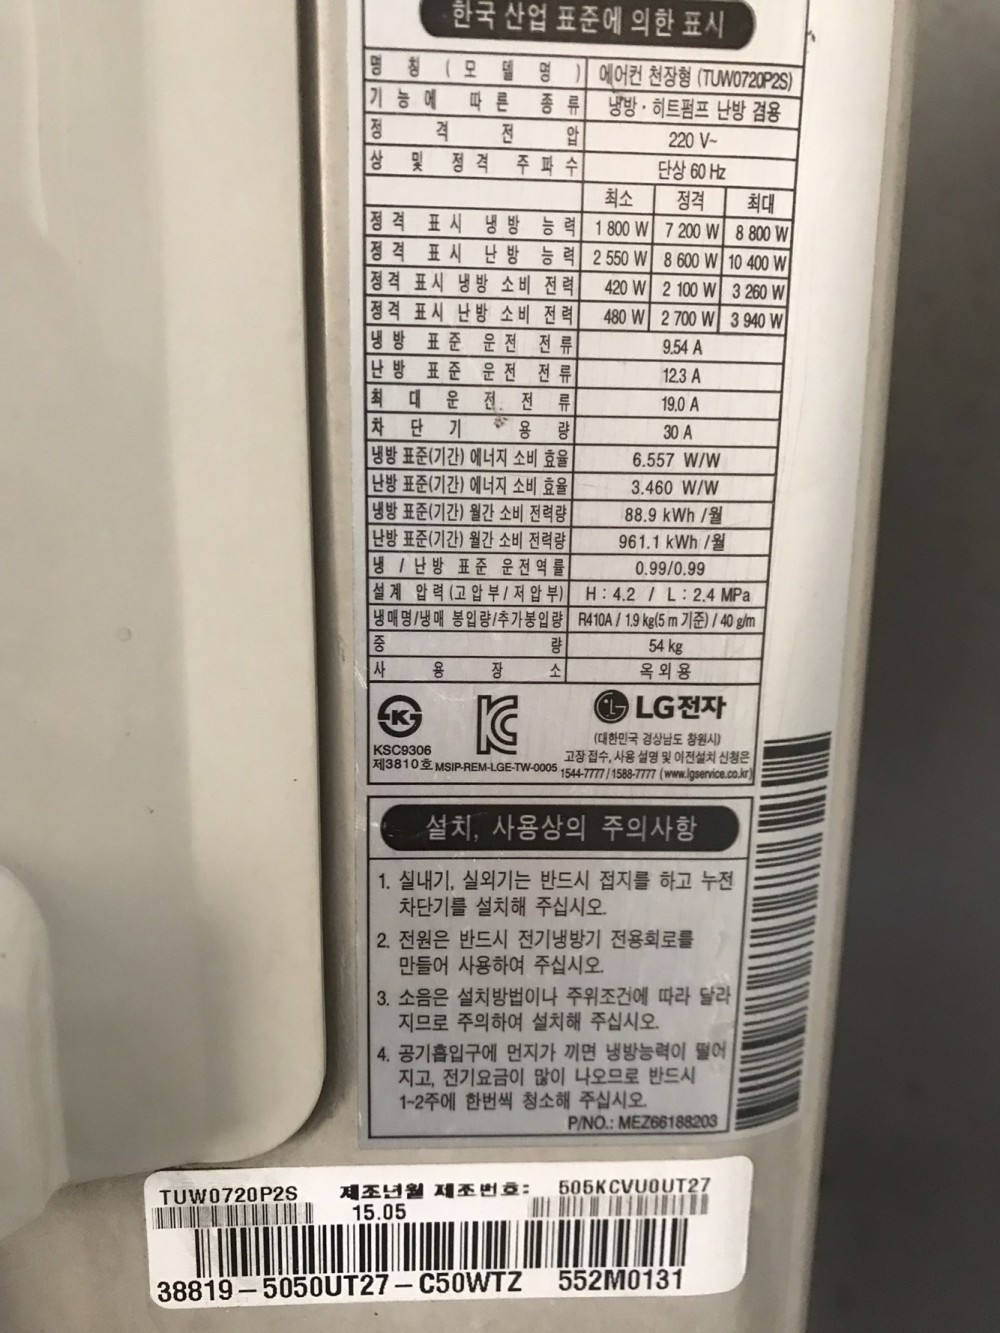 한국 산업 표준에 의한 표시
명 칭 ( 모 델 명 ) 에어컨 천장형 (TUW0720P2S)
기 능 에 따 른 종 류 냉방 · 히트펌프 난방 겸용
정 격 전 압 220 V~
상 및 정 격 주 파 수 단상 60 Hz
최소 정격 최대
정 격 표 시 냉 방 능 력 1 800 W 7 200 W 8 800 W
정 격 표 시 난 방 능 력 2 550 W 8 600 W 10 400 W
정격 표시 냉방 소비 전력 420 W 2 100 W 3 260 W
정격 표시 난방 소비 전력 480 W 2 700 W 3 940 W
냉 방 표 준 운 전 전 류 9.54 A
난 방 표 준 운 전 전 류 12.3 A
최 대 운 전 전 류 19.0 A
차 단 기 용 량 30 A
냉방 표준(기간) 에너지 소비 효율 6.557 W/W
난방 표준(기간) 에너지 소비 효율 3.460 W/W
냉방 표준(기간) 월간 소비 전력량 88.9 kWh /월
난방 표준(기간) 월간 소비 전력량 961.1 kWh /월
냉 / 난 방 표 준 운 전 역 률 0.99/0.99
설 계 압 력 (고 압 부 / 저 압 부) H : 4.2 / L : 2.4 MPa
냉매명/냉매 봉입량/추가봉입량 R410A / 1.9 kg(5 m 기준) / 40 g/m
중 량 54 kg
사 용 장 소 옥 외 용
LG전자
(대한민국 경상남도 창원시)
KSC9306
제3810호
MSIP-REM-LGE-TW-0005
고장 접수, 사용 설명 및 이전설치 신청은
1544-7777 / 1588-7777 (www.lgservice.co.kr)
설치, 사용상의 주의사항
1. 실내기, 실외기는 반드시 접지를 하고 누전
차단기를 설치해 주십시오.
2. 전원은 반드시 전기냉방기 전용회로를
만들어 사용하여 주십시오.
3. 소음은 설치방법이나 주위조건에 따라 달라
지므로 주의하여 설치해 주십시오.
4. 공기흡입구에 먼지가 끼면 냉방능력이 떨어
지고, 전기요금이 많이 나오므로 반드시
1~2주에 한번씩 청소해 주십시오.
P/NO.: MEZ66188203
TUW0720P2S 제조년월 제조번호: 505KCVU0UT27
15.05
38819 – 5050UT27 – C50WTZ 552M0131